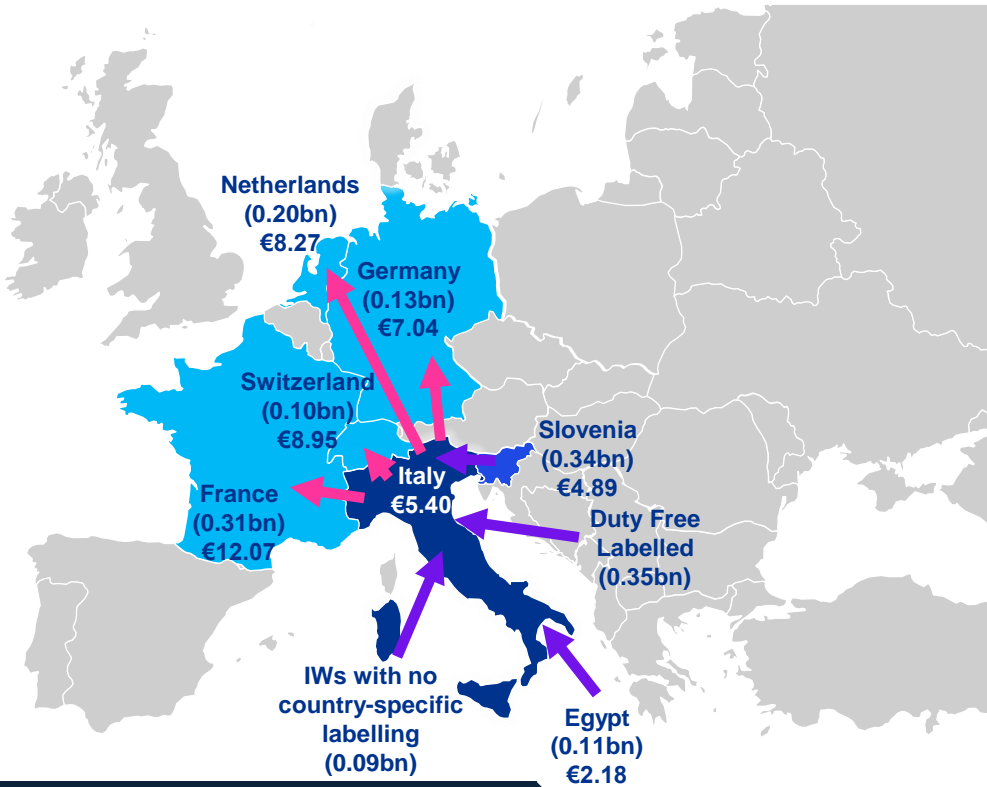 Netherlands
(0.20bn)
€8.27
Germany
(0.13bn)
€7.04
Switzerland
(0.10bn)
€8.95
Slovenia
(0.34bn)
€4.89
Italy
€5.40
France
(0.31bn)
€12.07
Duty Free
Labelled
(0.35bn)
IWs with no
country-specific
labelling
(0.09bn)
Egypt
(0.11bn)
€2.18